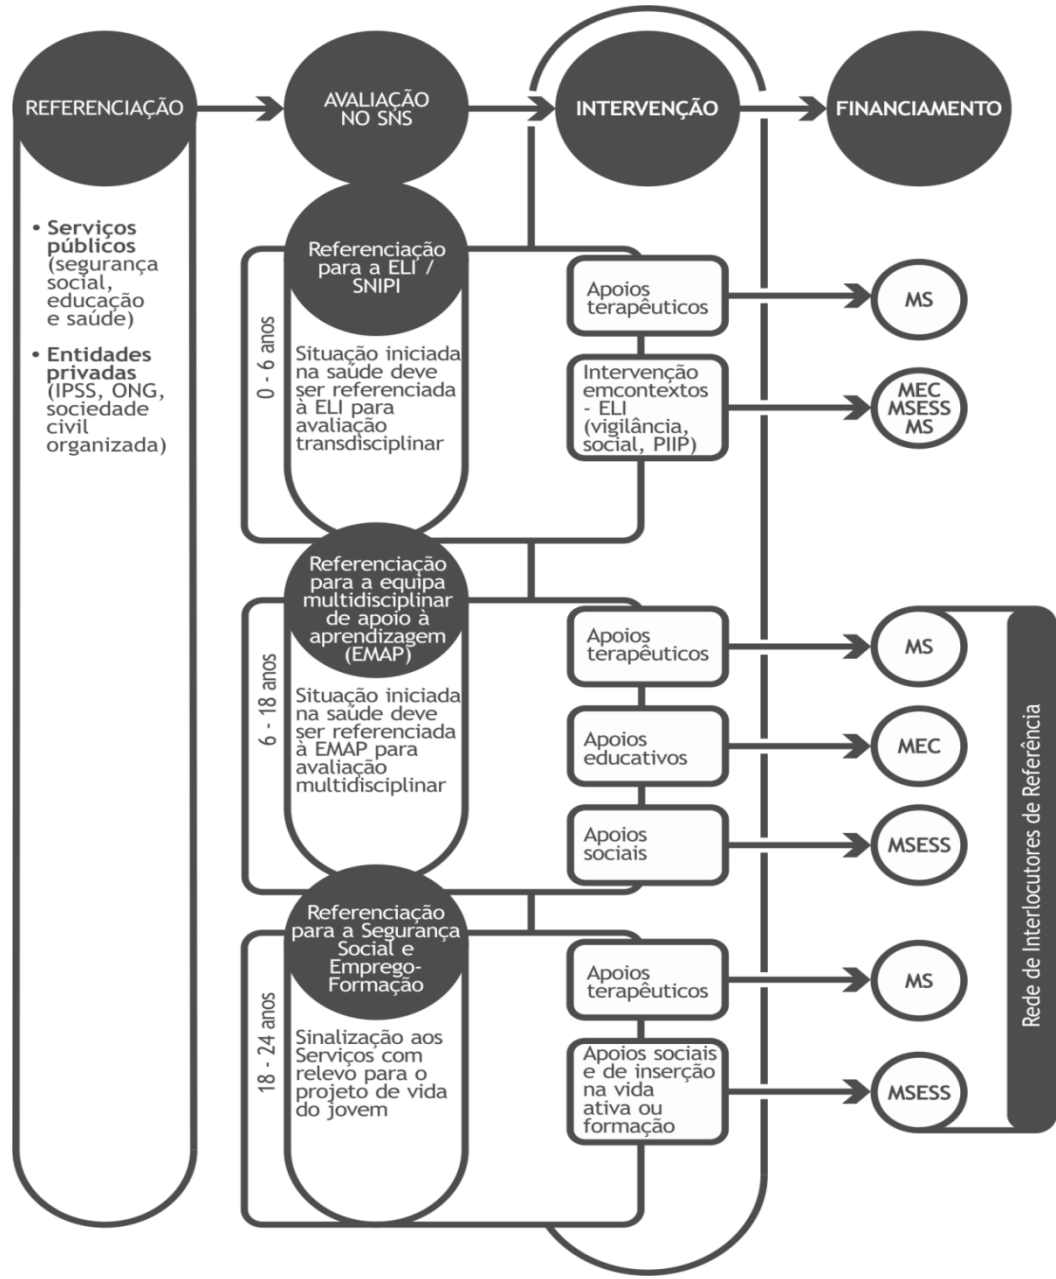 REFERENCIAÇÃO
AVALIAÇÃO
NO SNS
INTERVENÇÃO
FINANCIAMENTO
• Serviços
públicos
(segurança
social,
educação
e saúde)
• Entidades
privadas
(IPSS, ONG,
sociedade
civil
organizada)
0 - 6 anos
Referenciação
para a ELI /
SNIPI
Situação iniciada
na saúde deve
ser referenciada
à ELI para
avaliação
transdisciplinar
Apoios
terapêuticos
MS
Intervenção
emcontextos
- ELI
(vigilância,
social, PIIP)
MEC
MSESS
MS
6 - 18 anos
Referenciação
para a equipa
multidisciplinar
de apoio à
aprendizagem
(EMAP)
Situação iniciada
na saúde deve
ser referenciada
à EMAP para
avaliação
multidisciplinar
Apoios
terapêuticos
MS
Apoios
educativos
MEC
Apoios
sociais
MSESS
18 - 24 anos
Referenciação
para a Segurança
Social e
Emprego-
Formação
Sinalização aos
Serviços com
relevo para o
projeto de vida
do jovem
Apoios
terapêuticos
MS
Apoios sociais
e de inserção
na vida
ativa ou
formação
MSESS
Rede de Interlocutores de Referência